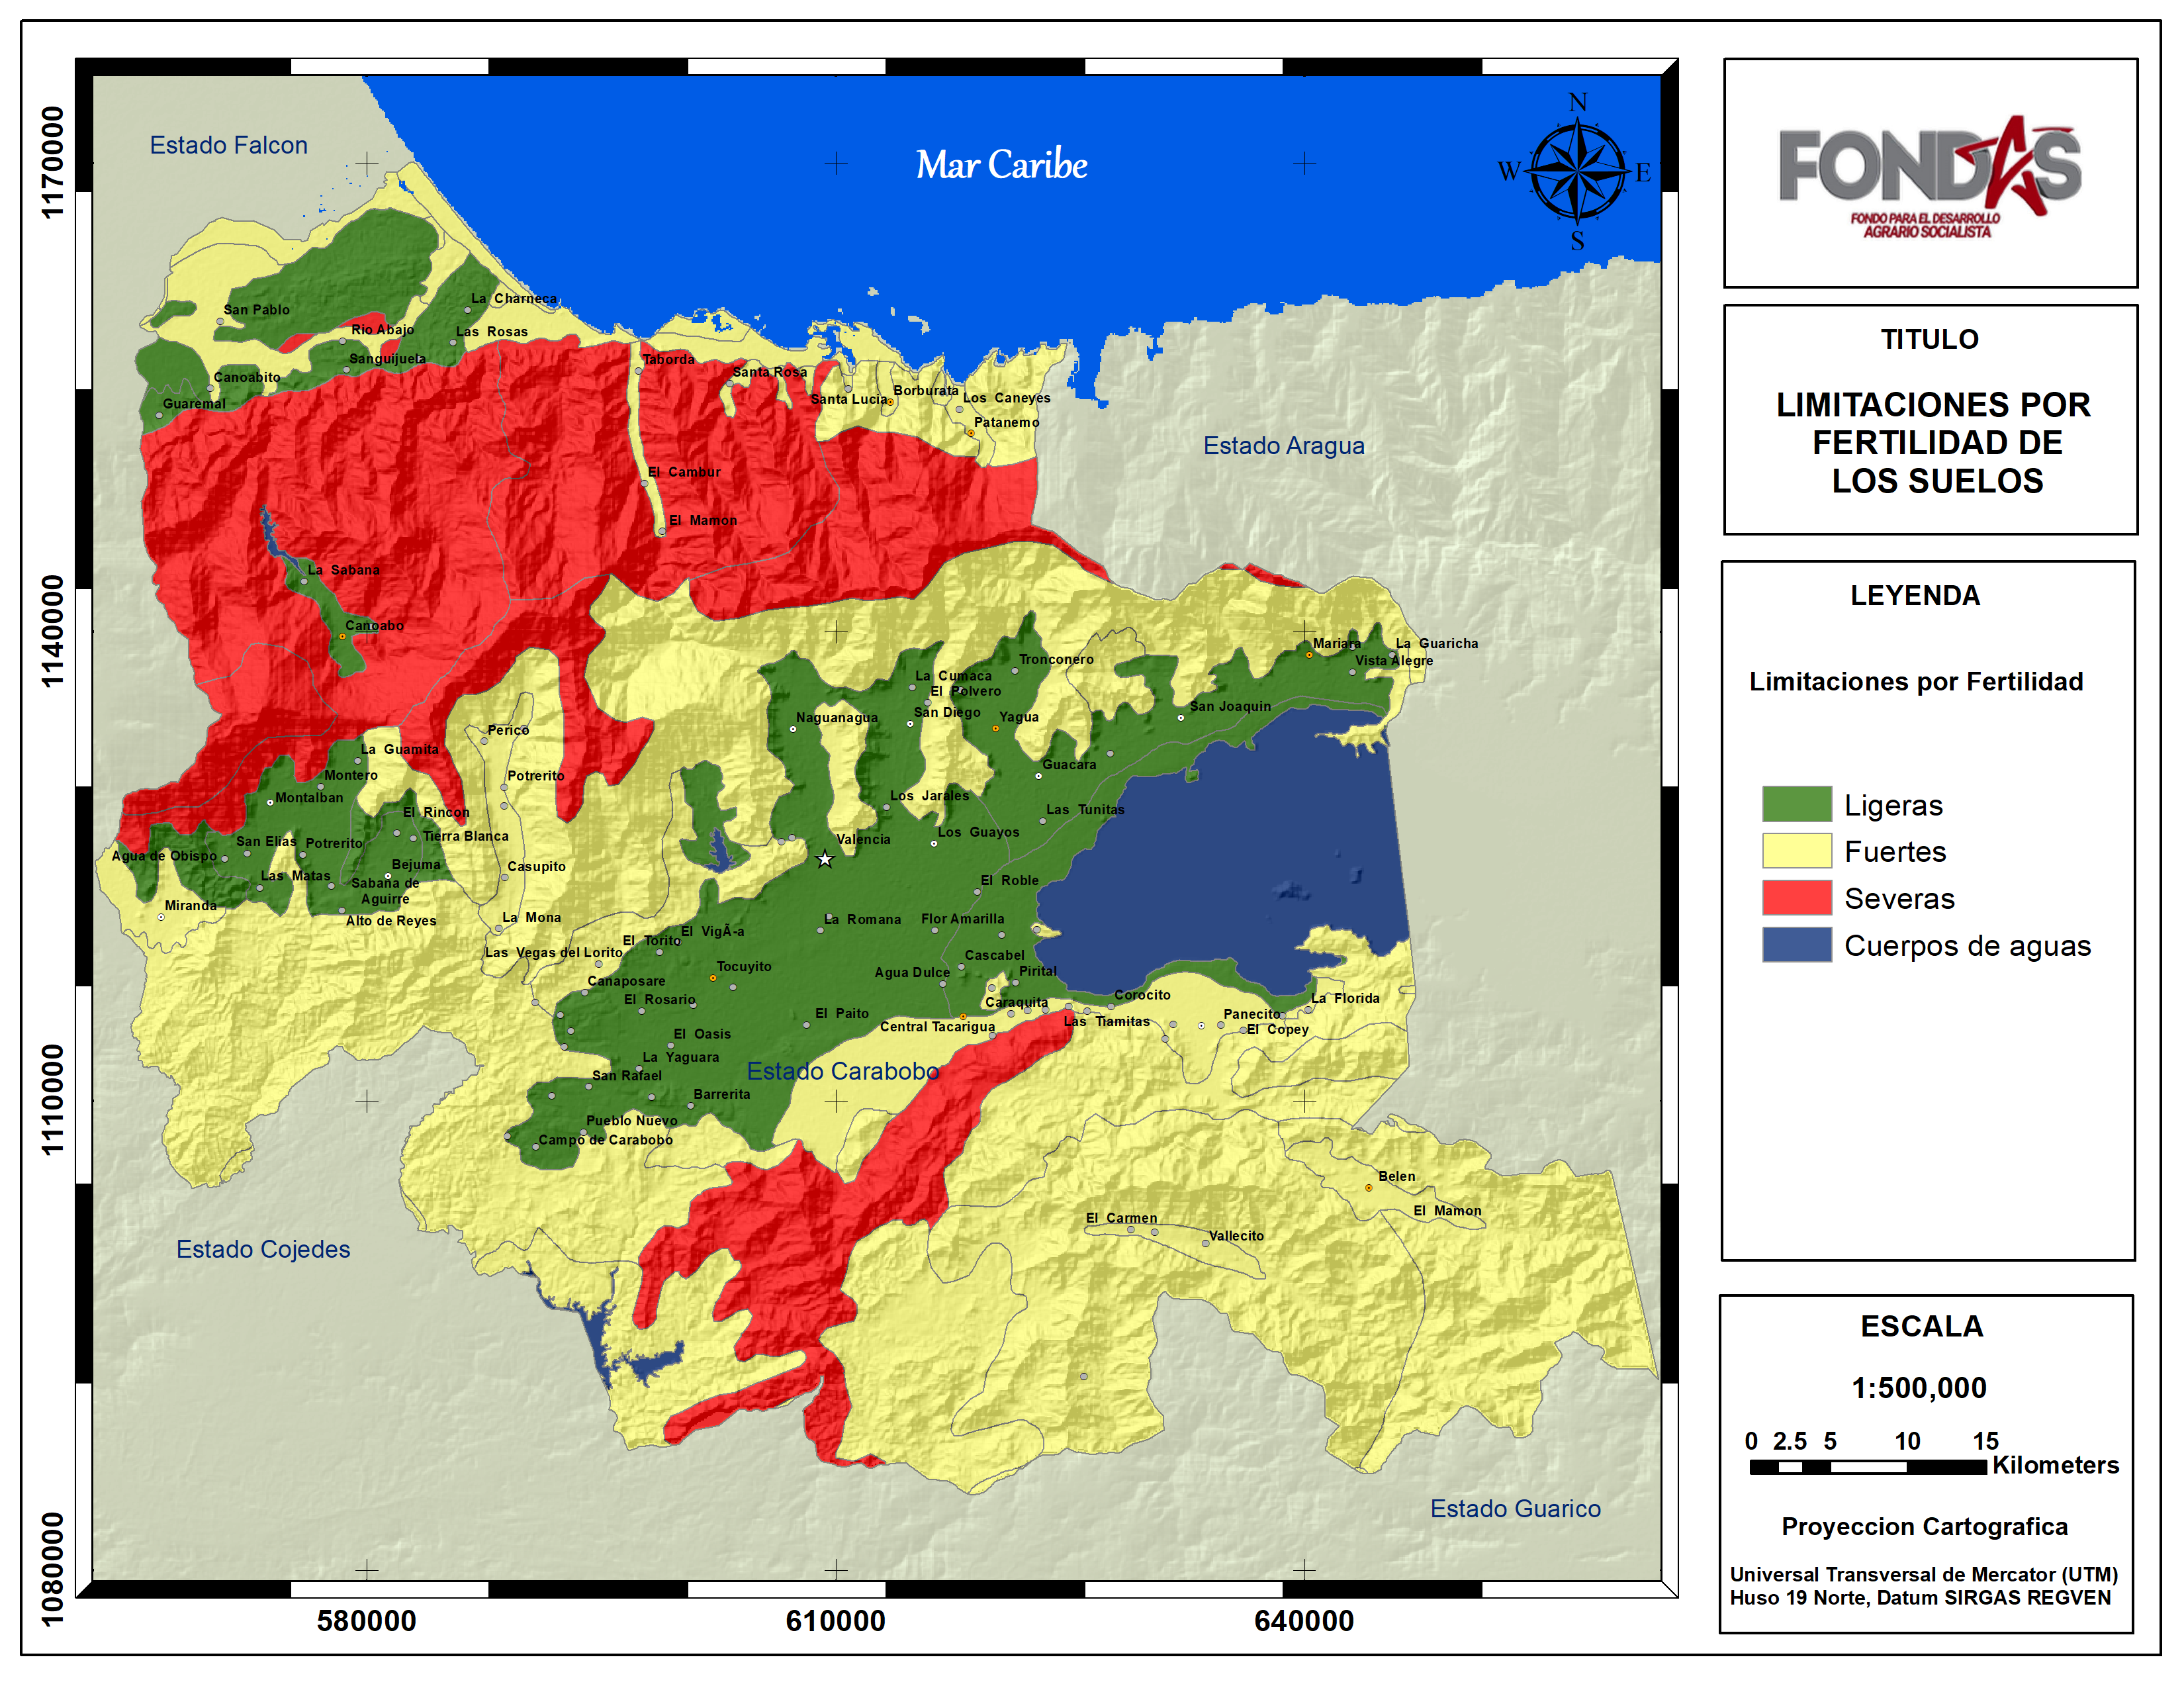 1170000
1140000
1110000
1080000
580000
610000
640000
Estado Falcon
Mar Caribe
N
W
E
S
Estado Aragua
San Pablo
La Charneca
Rio Abajo
Las Rosas
Sanguijuela
Canoabito
Guaremal
Taborda
Santa Rosa
Santa Lucia
Borburata
Los Caneyes
Patanemo
El Cambur
El Mamon
La Sabana
Canoabo
Mariara
La Guaricha
Vista Alegre
Tronconero
La Cumaca
El Polvero
San Diego
Yagua
San Joaquin
Naguanagua
Perico
La Guamita
Montero
Potrerito
Guacara
Montalban
El Rincon
Los Jarales
Las Tunitas
Tierra Blanca
San Elias
Potrerito
Valencia
Los Guayos
Agua de Obispo
Bejuma
Casupito
Las Matas
Sabana de
Aguirre
El Roble
Miranda
Alto de Reyes
La Mona
La Romana
Flor Amarilla
El Torito
El VigÃ-a
Las Vegas del Lorito
Cascabel
Tocuyito
Agua Dulce
Pirital
Canaposare
El Rosario
Caraquita
Corocito
La Florida
El Paito
Central Tacarigua
Las Tiamitas
Panecito
El Copey
El Oasis
La Yaguara
Estado Carabobo
San Rafael
Barrerita
Pueblo Nuevo
Campo de Carabobo
Belen
El Mamon
El Carmen
Vallecito
Estado Cojedes
Estado Guarico
FONDAS
FONDO PARA EL DESARROLLO
AGRARIO SOCIALISTA
TITULO
LIMITACIONES POR
FERTILIDAD DE
LOS SUELOS
LEYENDA
Limitaciones por Fertilidad
Ligeras
Fuertes
Severas
Cuerpos de aguas
ESCALA
1:500,000
0 2.5 5 10 15
Kilometers
Proyeccion Cartografica
Universal Transversal de Mercator (UTM)
Huso 19 Norte, Datum SIRGAS REGVEN